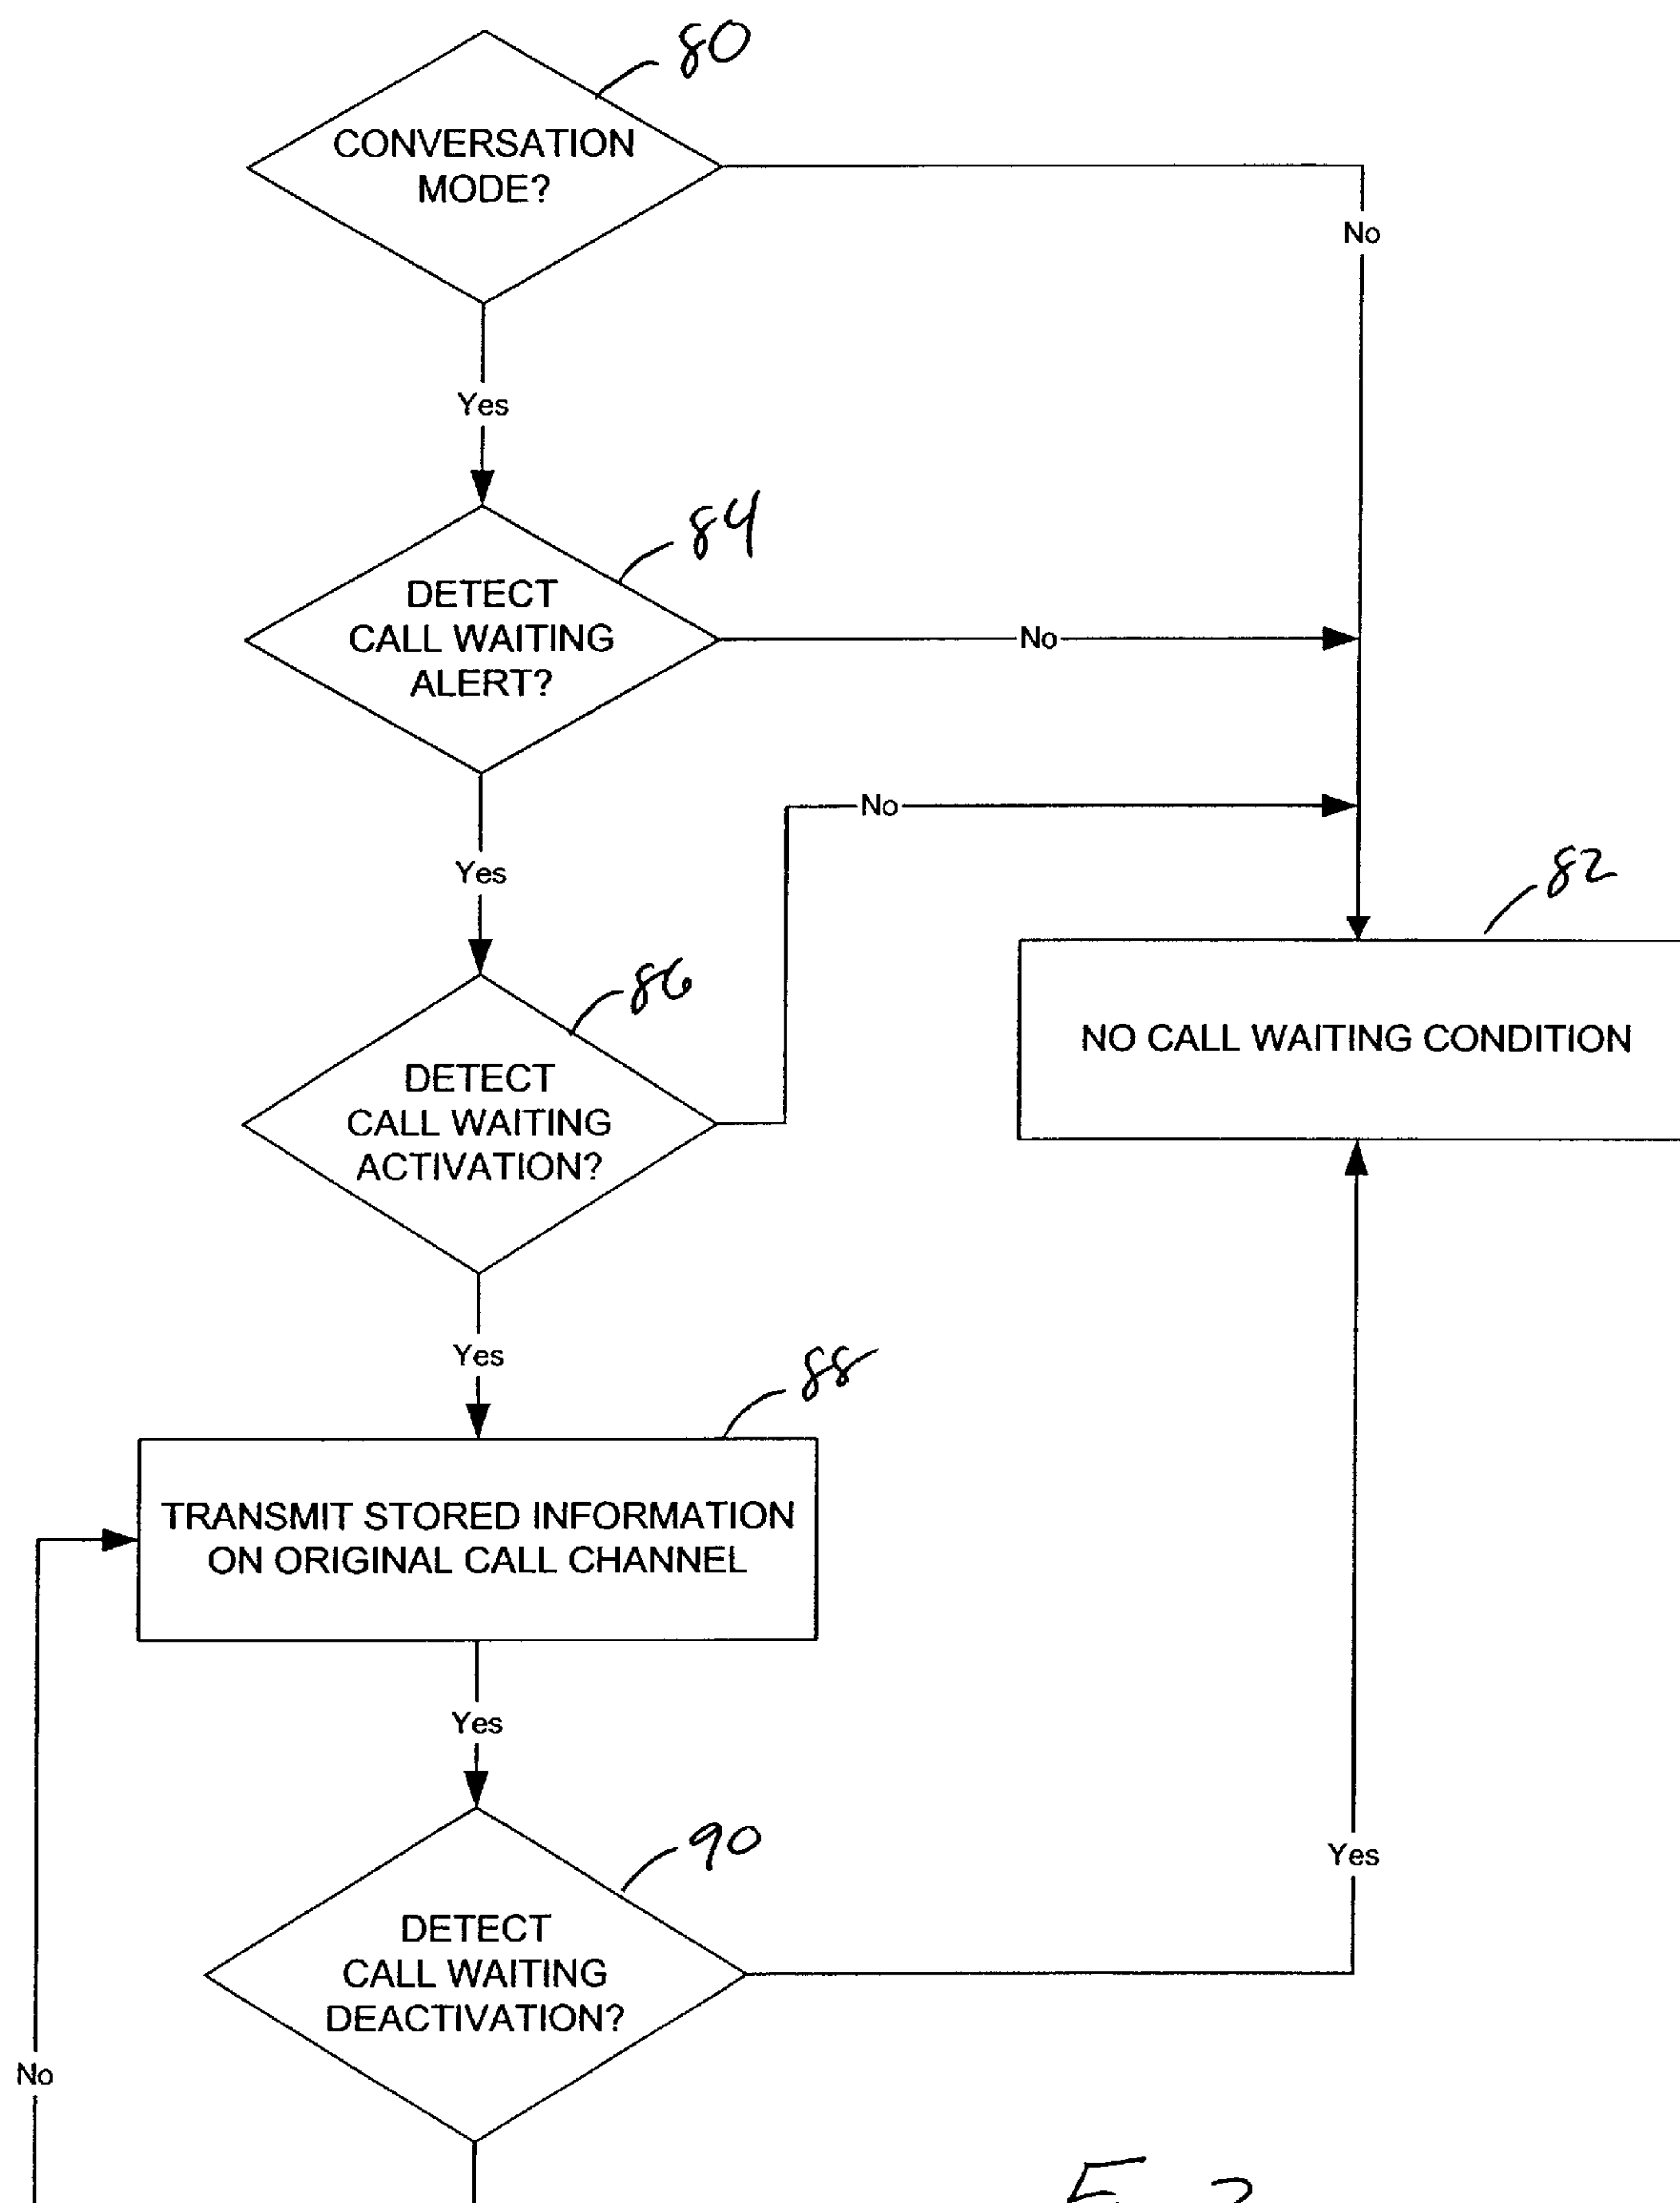 80
CONVERSATION
MODE?
No
Yes
84
DETECT
CALL WAITING
ALERT?
No
No
Yes
82
86
NO CALL WAITING CONDITION
DETECT
CALL WAITING
ACTIVATION?
Yes
88
TRANSMIT STORED INFORMATION
ON ORIGINAL CALL CHANNEL
Yes
90
Yes
DETECT
CALL WAITING
DEACTIVATION?
No